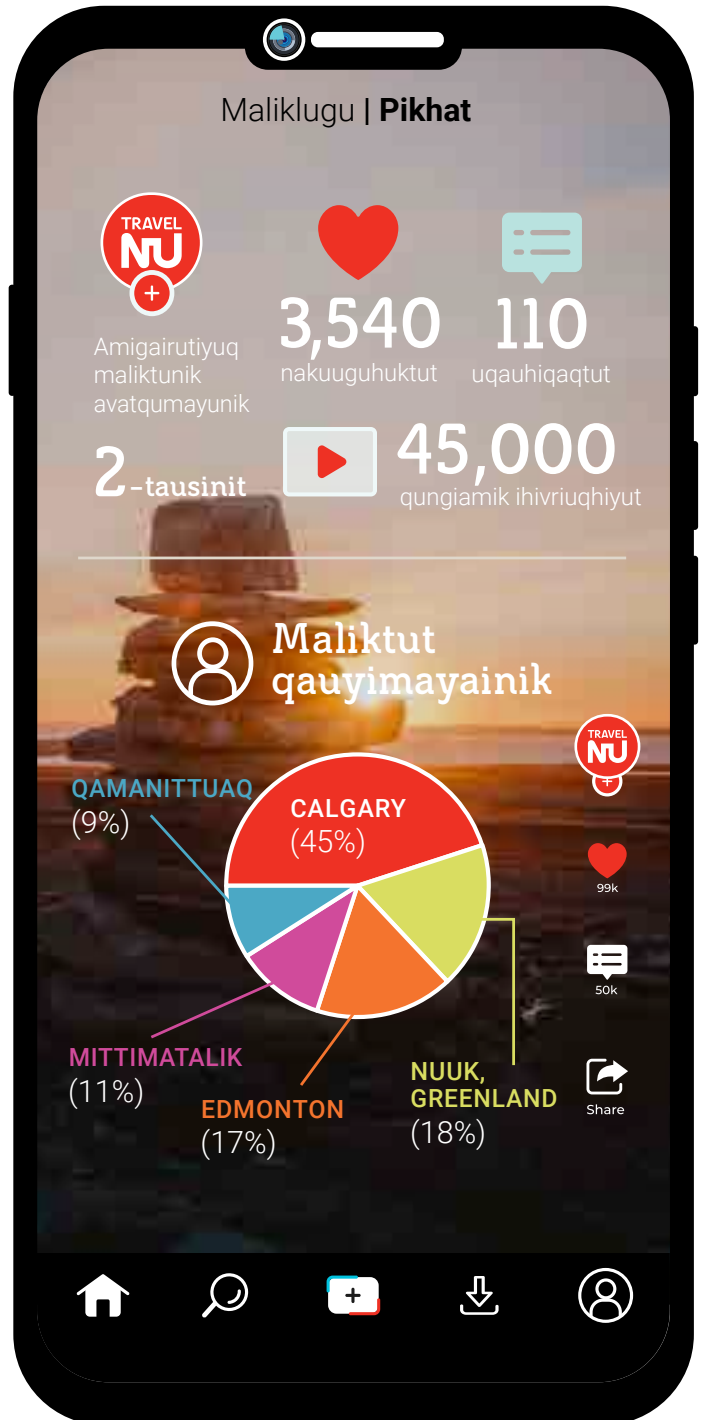 Maliklugu | Pikhat
TRAVEL
NU
+
Amigairutiyuq
maliktunik
avatqumayunik
2-tausinit
3,540
nakuuguhuktut
110
uqauhiqaqtut
45,000
qungiamik ihivriuqhiyut
Maliktut
qauyimayainik
QAMANITTUAQ
(9%)
CALGARY
(45%)
MITTIMATALIK
(11%)
EDMONTON
(17%)
NUUK,
GREENLAND
(18%)
TRAVEL
NU
+
99k
50k
Share
+